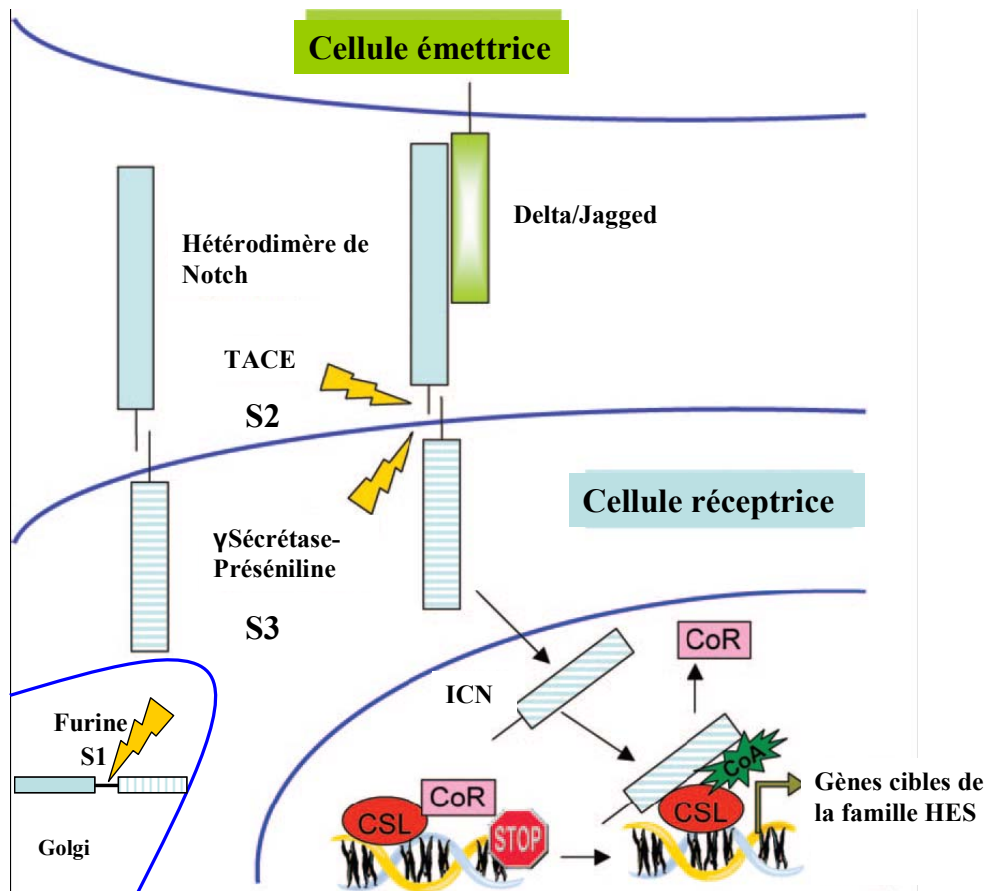 Cellule émettrice
Delta/Jagged
Hétérodimère de
Notch
TACE
S2
Cellule réceptrice
γSécrétase-
Préséniline
S3
CoR
ICN
Furine
S1
CoA
Gènes cibles de
la famille HES
CoR
CSL
CSL
STOP
Golgi